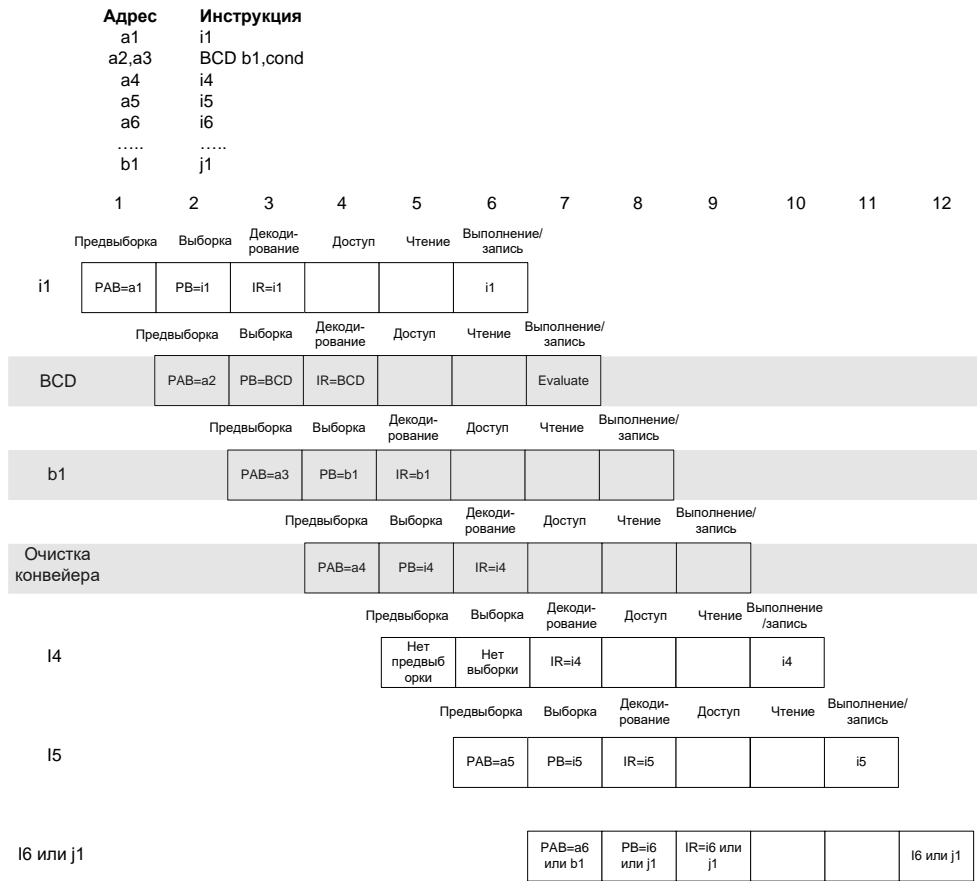 Адрес Инструкция
a1 i1
a2,a3 BCD b1,cond
a4 i4
a5 i5
a6 i6
….. …..
b1 j1
1 2 3 4 5 6 7 8 9 10 11 12
Предвыборка Выборка Декоди-рование Доступ Чтение Выполнение/запись
i1 PAB=a1 PB=i1 IR=i1 i1
Предвыборка Выборка Декоди-рование Доступ Чтение Выполнение/запись
BCD PAB=a2 PB=BCD IR=BCD Evaluate
Предвыборка Выборка Декоди-рование Доступ Чтение Выполнение/запись
b1 PAB=a3 PB=b1 IR=b1
Предвыборка Выборка Декоди-рование Доступ Чтение Выполнение/запись
Очистка
конвейера
PAB=a4 PB=i4 IR=i4
Предвыборка Выборка Декоди-рование Доступ Чтение Выполнение/запись
I4 Нет предвыборки Нет выборки IR=i4 i4
Предвыборка Выборка Декоди-рование Доступ Чтение Выполнение/запись
I5 PAB=a5 PB=i5 IR=i5 i5
I6 или j1 PAB=a6 или b1 PB=i6 или j1 IR=i6 или j1 I6 или j1